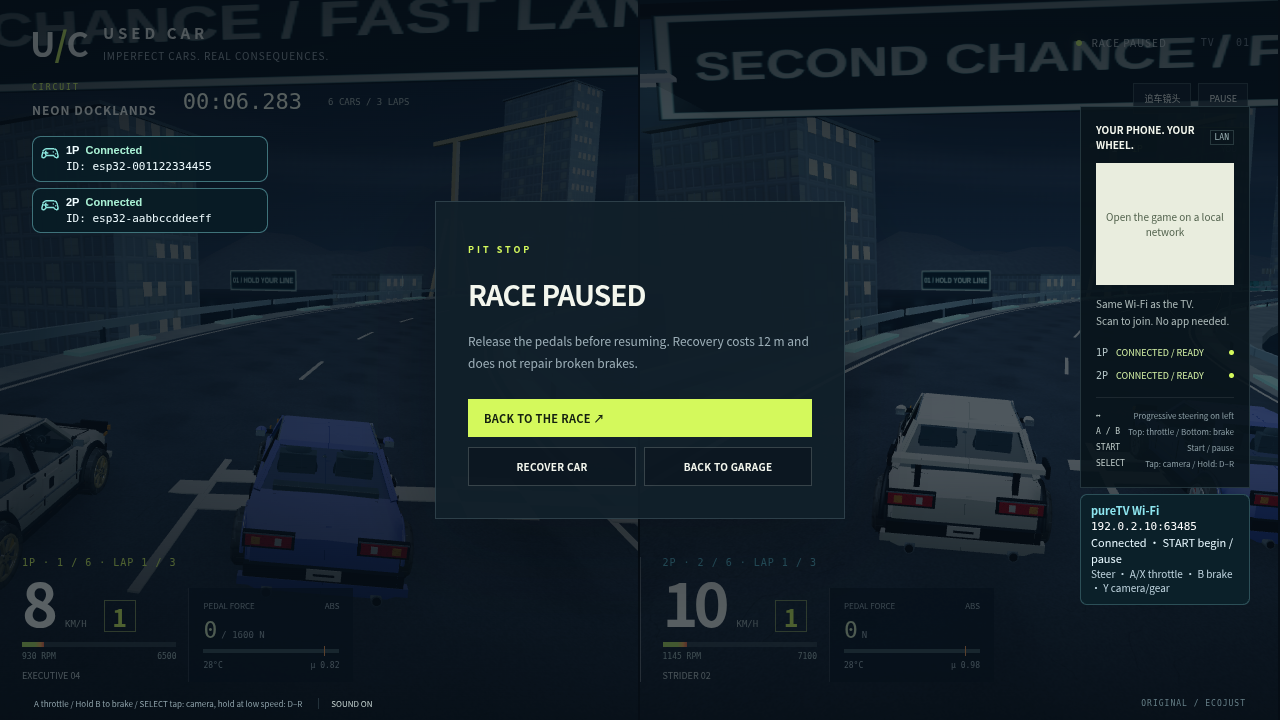 CHANCE / FAST LAN
SECOND CHANCE / F
U/C
USED CAR
IMPERFECT CARS. REAL CONSEQUENCES.
RACE PAUSED
TV / 01
CIRCUIT
NEON DOCKLANDS
00:06.283
6 CARS / 3 LAPS
追车镜头
PAUSE
1P Connected
ID: esp32-001122334455
2P Connected
ID: esp32-aabbccddeeff
01 / HOLD YOUR LINE
01 / HOLD YOUR LINE
PIT STOP
RACE PAUSED
Release the pedals before resuming. Recovery costs 12 m and
does not repair broken brakes.
BACK TO THE RACE ↗
RECOVER CAR
BACK TO GARAGE
YOUR PHONE. YOUR
WHEEL.
LAN
Open the game on a local
network
Same Wi-Fi as the TV.
Scan to join. No app needed.
1P CONNECTED / READY
2P CONNECTED / READY
↔ Progressive steering on left
A / B Top: throttle / Bottom: brake
START Start / pause
SELECT Tap: camera / Hold: D–R
pureTV Wi-Fi
192.0.2.10:63485
Connected · START begin /
pause
Steer · A/X throttle · B brake
· Y camera/gear
1P · 1 / 6 · LAP 1 / 3
8 KM/H 1
930 RPM 6500
EXECUTIVE 04
PEDAL FORCE ABS
0 / 1600 N
28°C μ 0.82
2P · 2 / 6 · LAP 1 / 3
10 KM/H 1
1145 RPM 7100
STRIDER 02
PEDAL FORCE ABS
0 N
28°C μ 0.98
A throttle / Hold B to brake / SELECT tap: camera, hold at low speed: D–R
SOUND ON
ORIGINAL / ECOJUST